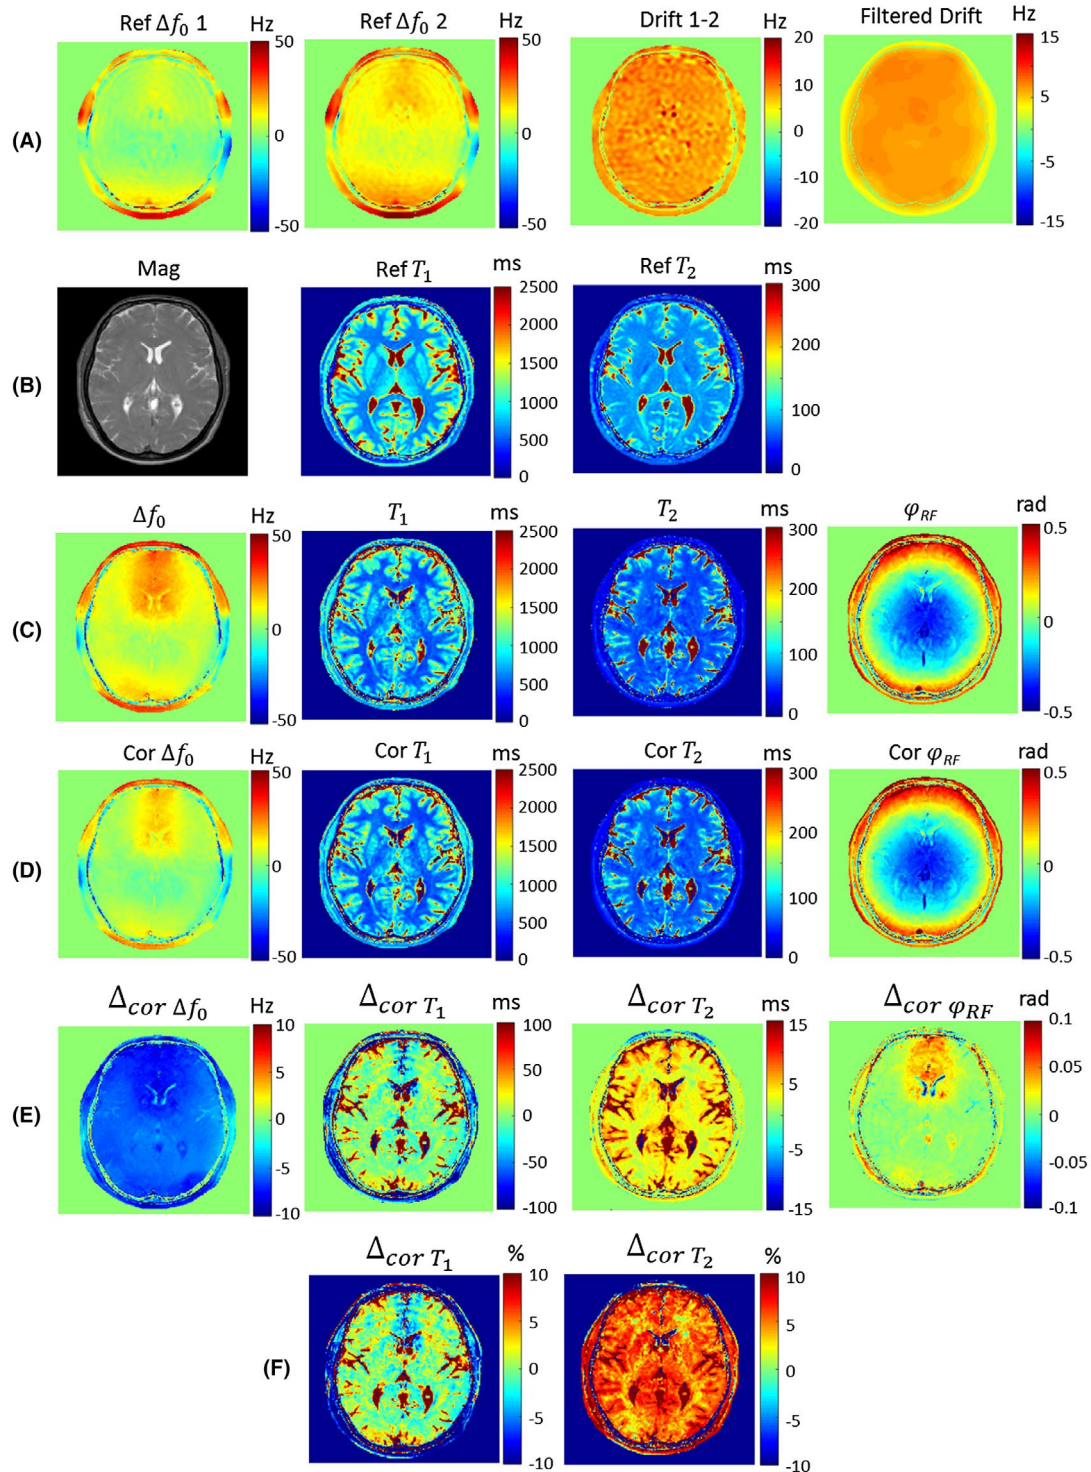 Ref Δf₀ 1
Hz
50
0
-50
Ref Δf₀ 2
Hz
50
0
50
Drift 1-2
20
10
0
-10
-20
Hz
Filtered Drift
Hz
15
5
-5
-15
(A)
Mag
Ref T₁
ms
2500
2000
1500
1000
500
0
Ref T₂
ms
300
200
100
0
(B)
Δf₀
Hz
50
0
-50
T₁
ms
2500
2000
1500
1000
500
0
T₂
ms
300
200
100
0
φ_RF
rad
0.5
0
-0.5
(C)
Cor Δf₀
Hz
50
0
-50
Cor T₁
ms
2500
2000
1500
1000
500
0
Cor T₂
ms
300
200
100
0
Cor φ_RF
rad
0.5
0
-0.5
(D)
Δcor Δf₀
Hz
10
5
0
-5
-10
Δcor T₁
ms
100
50
0
-50
-100
Δcor T₂
ms
15
5
-5
-15
Δcor φRF
rad
0.1
0.05
0
-0.05
-0.1
(E)
Δcor T₁
%
10
5
0
-5
-10
Δcor T₂
%
10
5
0
-5
-10
(F)